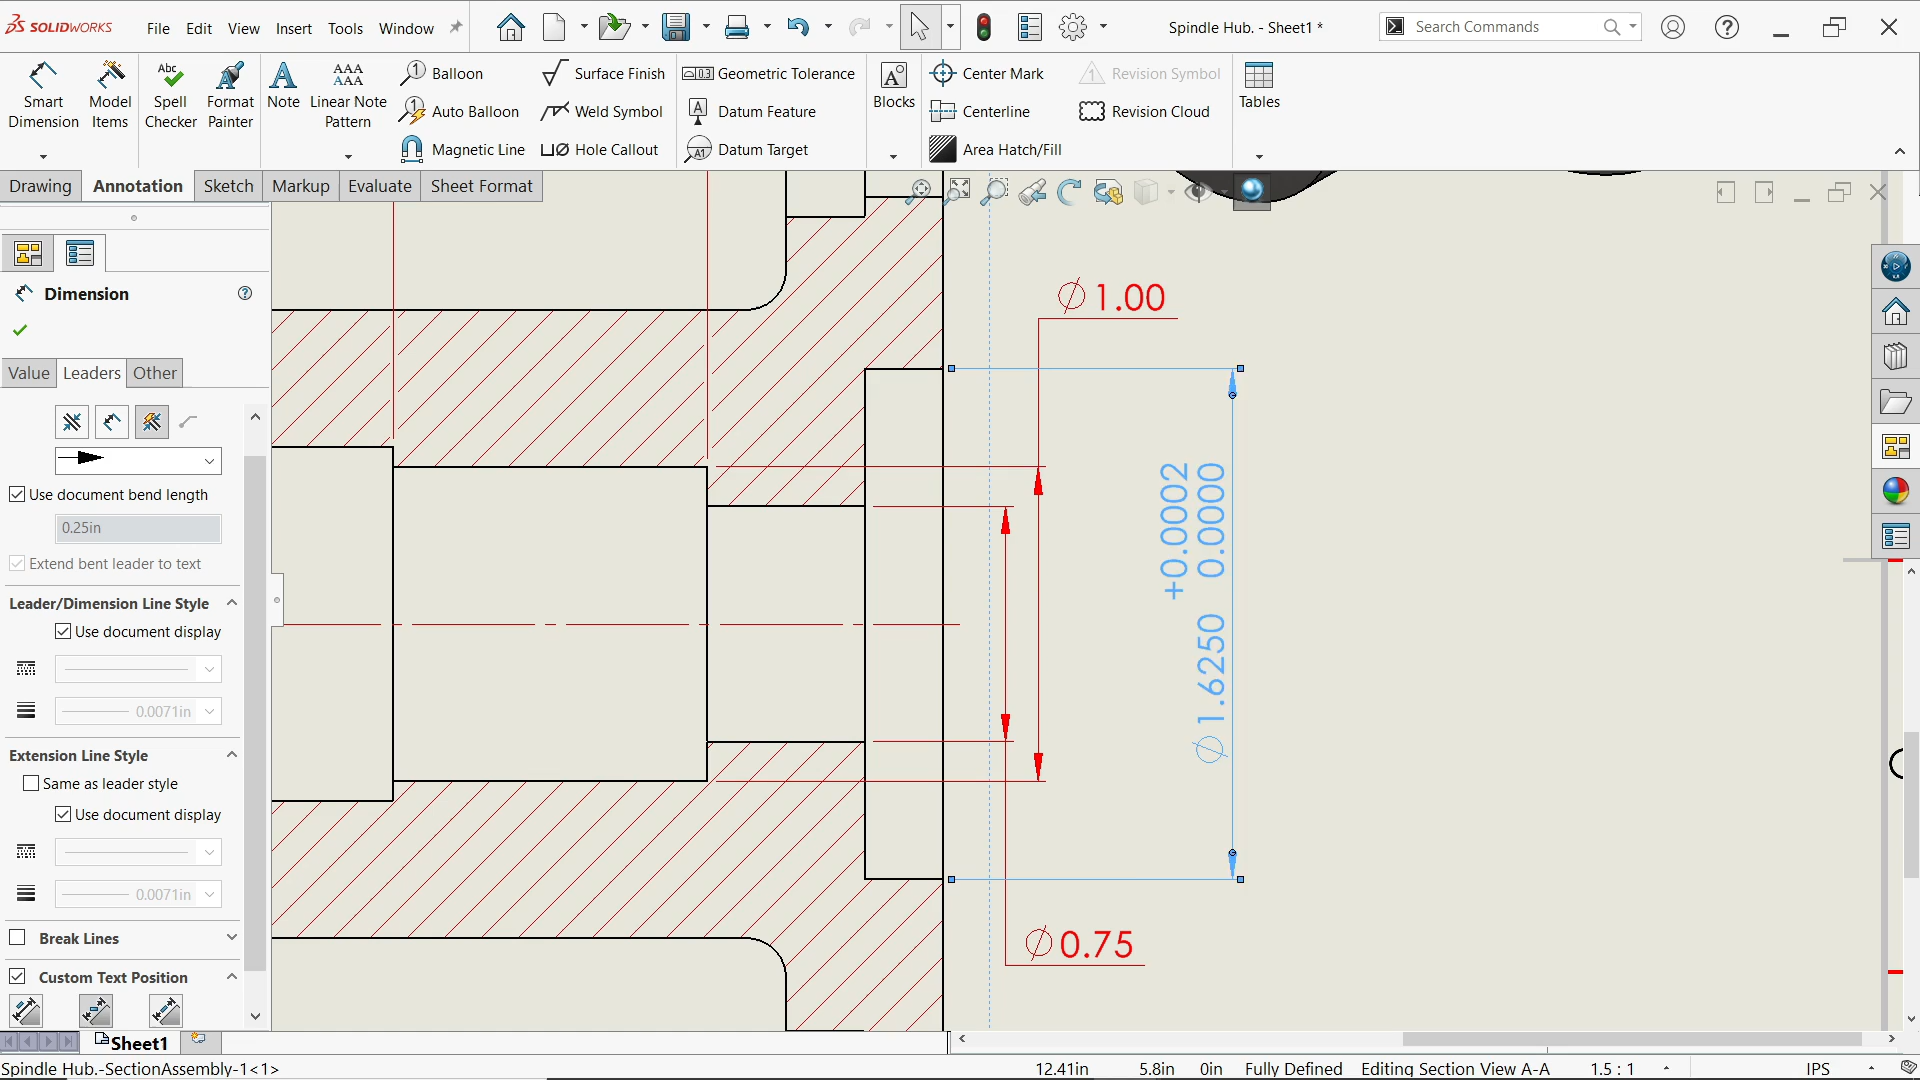 SOLIDWORKS
File Edit View Insert Tools Window
Spindle Hub. - Sheet1 *
Search Commands
Smart Dimension
Model Items
Spell Checker
Format Painter
Note
Linear Note Pattern
Balloon
Auto Balloon
Magnetic Line
Surface Finish
Weld Symbol
Hole Callout
Geometric Tolerance
Datum Feature
Datum Target
Blocks
Center Mark
Centerline
Area Hatch/Fill
Revision Symbol
Revision Cloud
Tables
Drawing Annotation Sketch Markup Evaluate Sheet Format
Dimension
Value Leaders Other
Use document bend length
0.25in
Extend bent leader to text
Leader/Dimension Line Style
Use document display
0.0071in
Extension Line Style
Same as leader style
Use document display
0.0071in
Break Lines
Custom Text Position
∅ 1.00
+0.0002
∅ 1.6250 0.0000
∅ 0.75
Sheet1
Spindle Hub.-SectionAssembly-1<1>
12.41in 5.8in 0in Fully Defined Editing Section View A-A 1.5 : 1 IPS